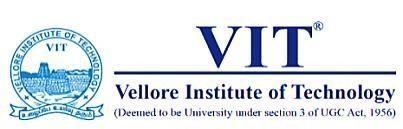 VELLORE INSTITUTE OF TECHNOLOGY
VIT
VIT®
Vellore Institute of Technology
(Deemed to be University under section 3 of UGC Act, 1956)